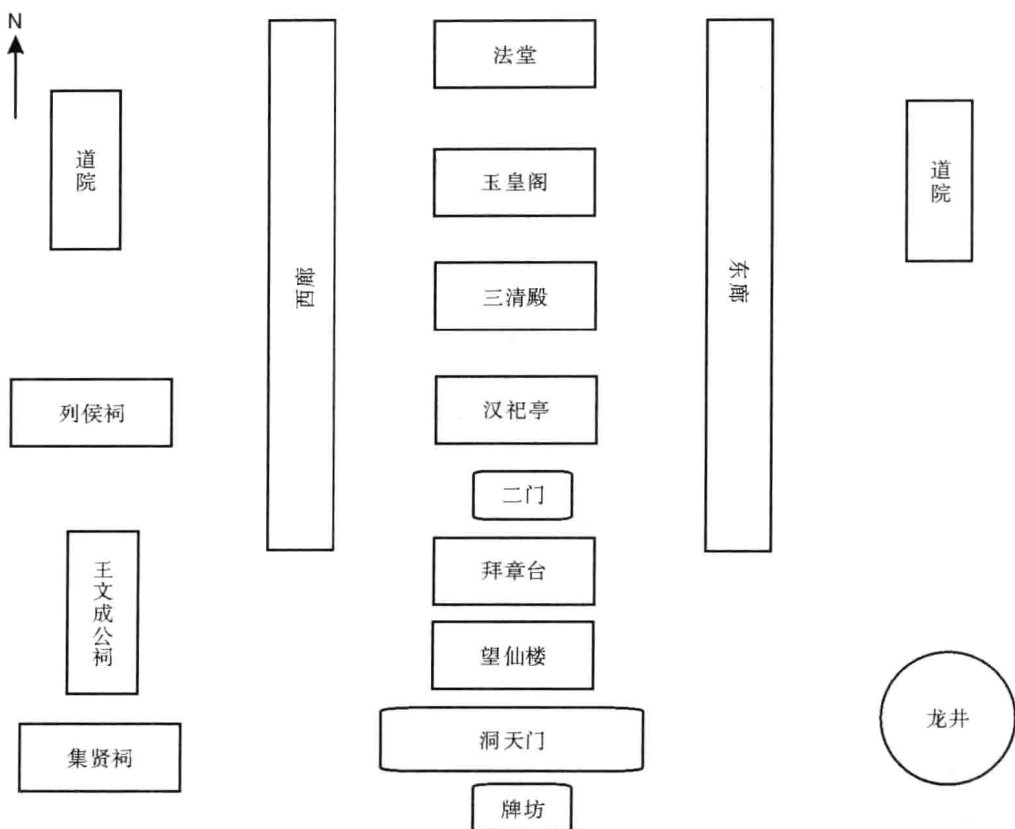 N
法堂
道院
道院
玉皇阁
西廊
三清殿
东廊
列侯祠
汉祀亭
二门
拜章台
王文成公祠
望仙楼
集贤祠
洞天门
龙井
牌坊